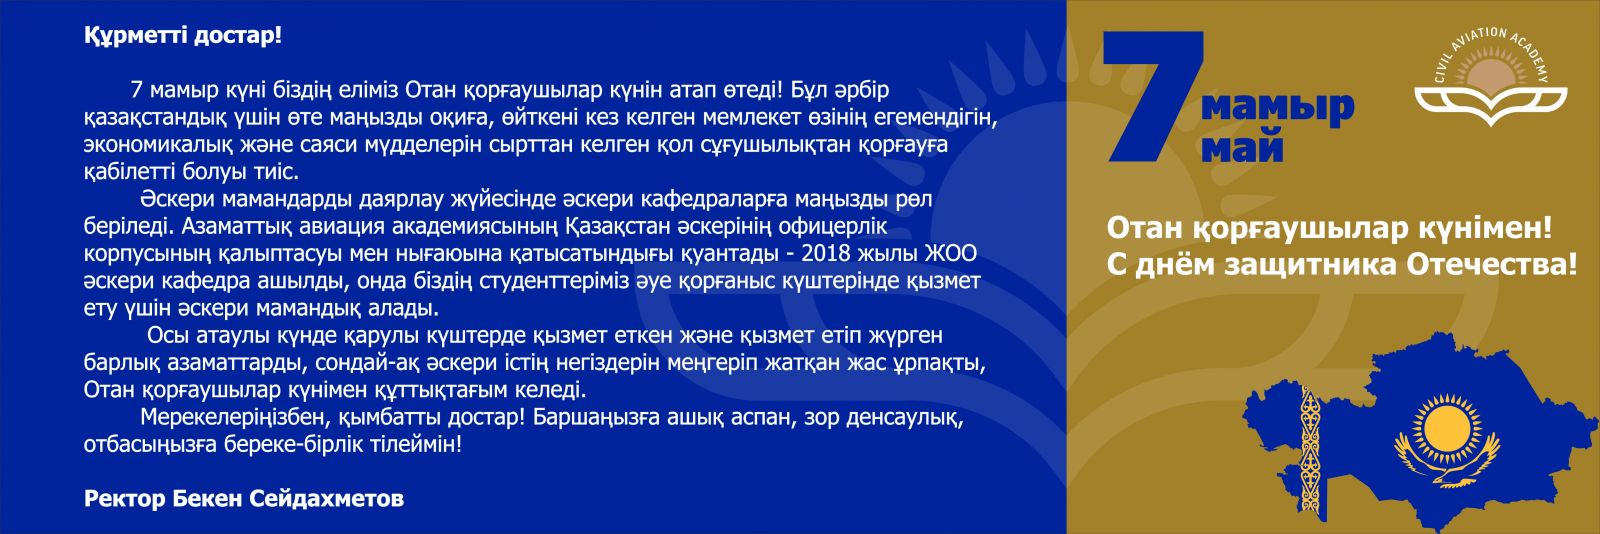 Құрметті достар!
7 мамыр күні біздің еліміз Отан қорғаушылар күнін атап өтеді! Бұл әрбір
қазақстандық үшін өте маңызды оқиға, өйткені кез келген мемлекет өзінің егемендігін,
экономикалық және саяси мүдделерін сырттан келген қол сұғушылықтан қорғауға
қабілетті болуы тиіс.
Әскери мамандарды даярлау жүйесінде әскери кафедраларға маңызды рөл
беріледі. Азаматтық авиация академиясының Қазақстан әскерінің офицерлік
корпусының қалыптасуы мен нығаюына қатысатындығы қуантады - 2018 жылы ЖОО
әскери кафедра ашылды, онда біздің студенттеріміз әуе қорғаныс күштерінде қызмет
ету үшін әскери мамандық алады.
Осы атаулы күнде қарулы күштерде қызмет еткен және қызмет етіп жүрген
барлық азаматтарды, сондай-ақ әскери істің негіздерін меңгеріп жатқан жас ұрпақты,
Отан қорғаушылар күнімен құттықтағым келеді.
Мерекелеріңізбен, қымбатты достар! Баршаңызға ашық аспан, зор денсаулық,
отбасыңызға береке-бірлік тілеймін!
Ректор Бекен Сейдахметов
7 мамыр
май
CIVIL AVIATION ACADEMY
Отан қорғаушылар күнімен!
С днём защитника Отечества!